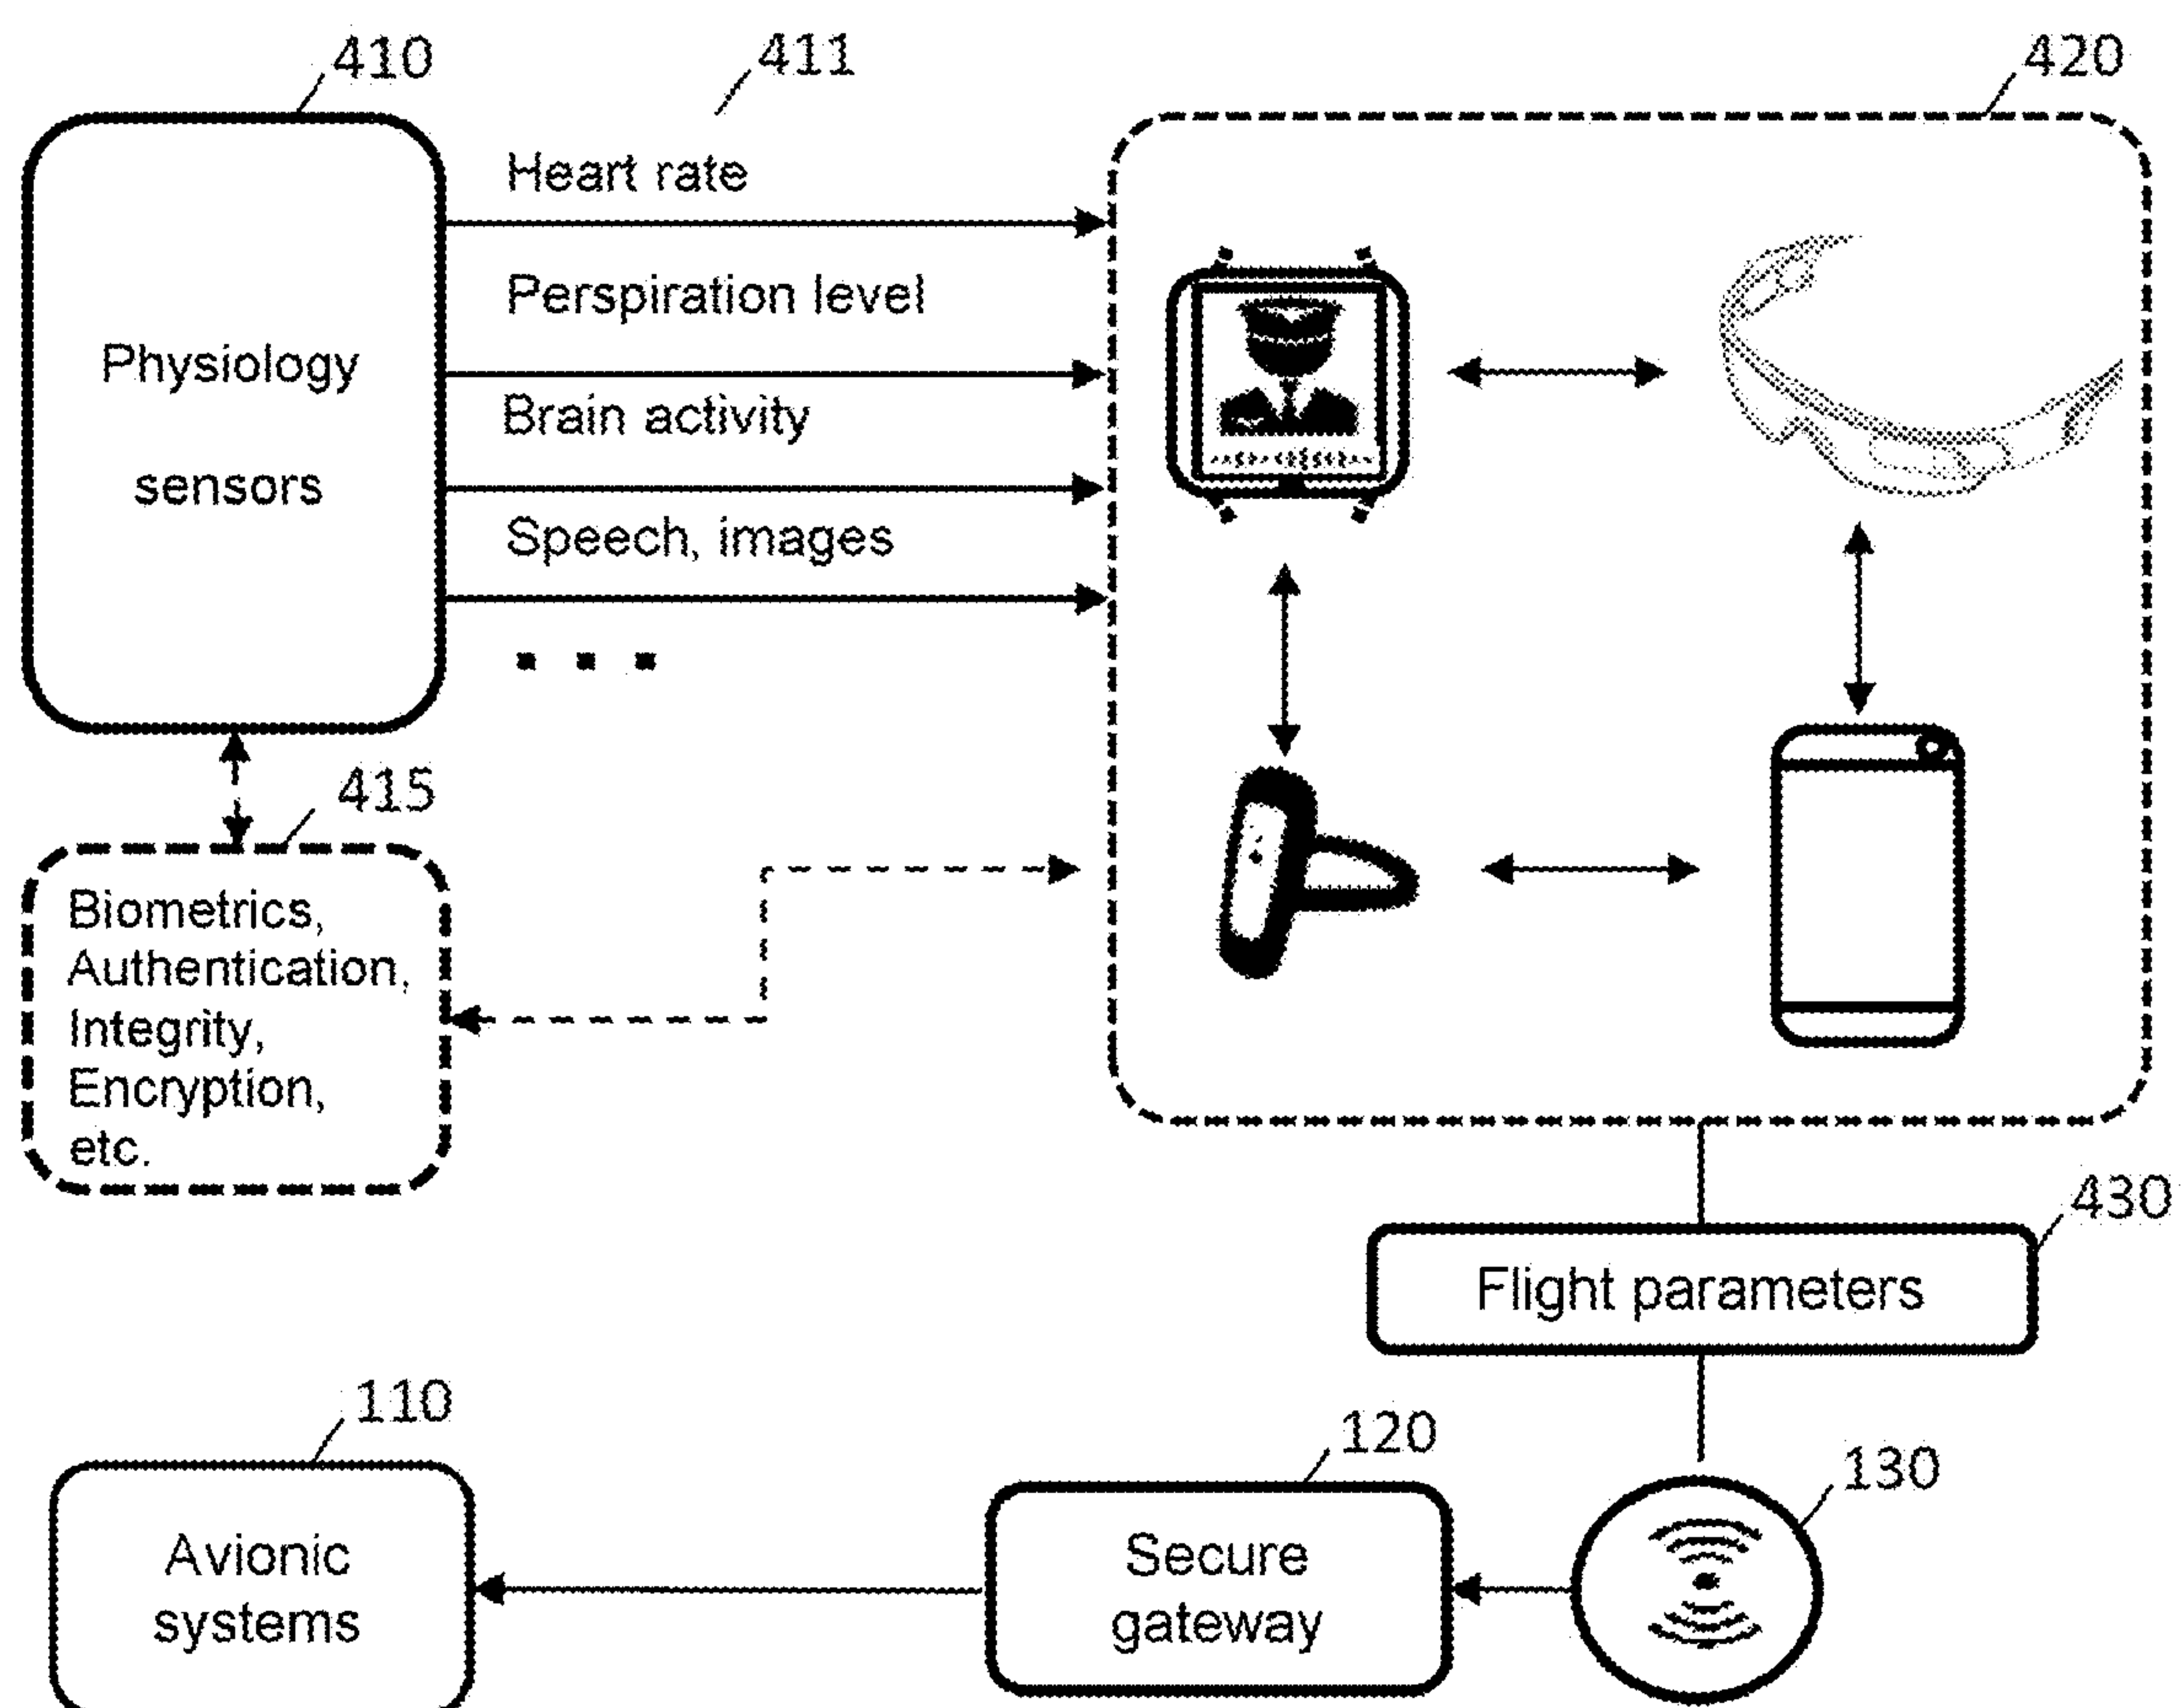 410
411
420
Heart rate
Perspiration level
Physiology
sensors
Brain activity
Speech, images
. . .
415
Biometrics,
Authentication,
Integrity,
Encryption,
etc.
430
Flight parameters
110
120
130
Avionic
systems
Secure
gateway